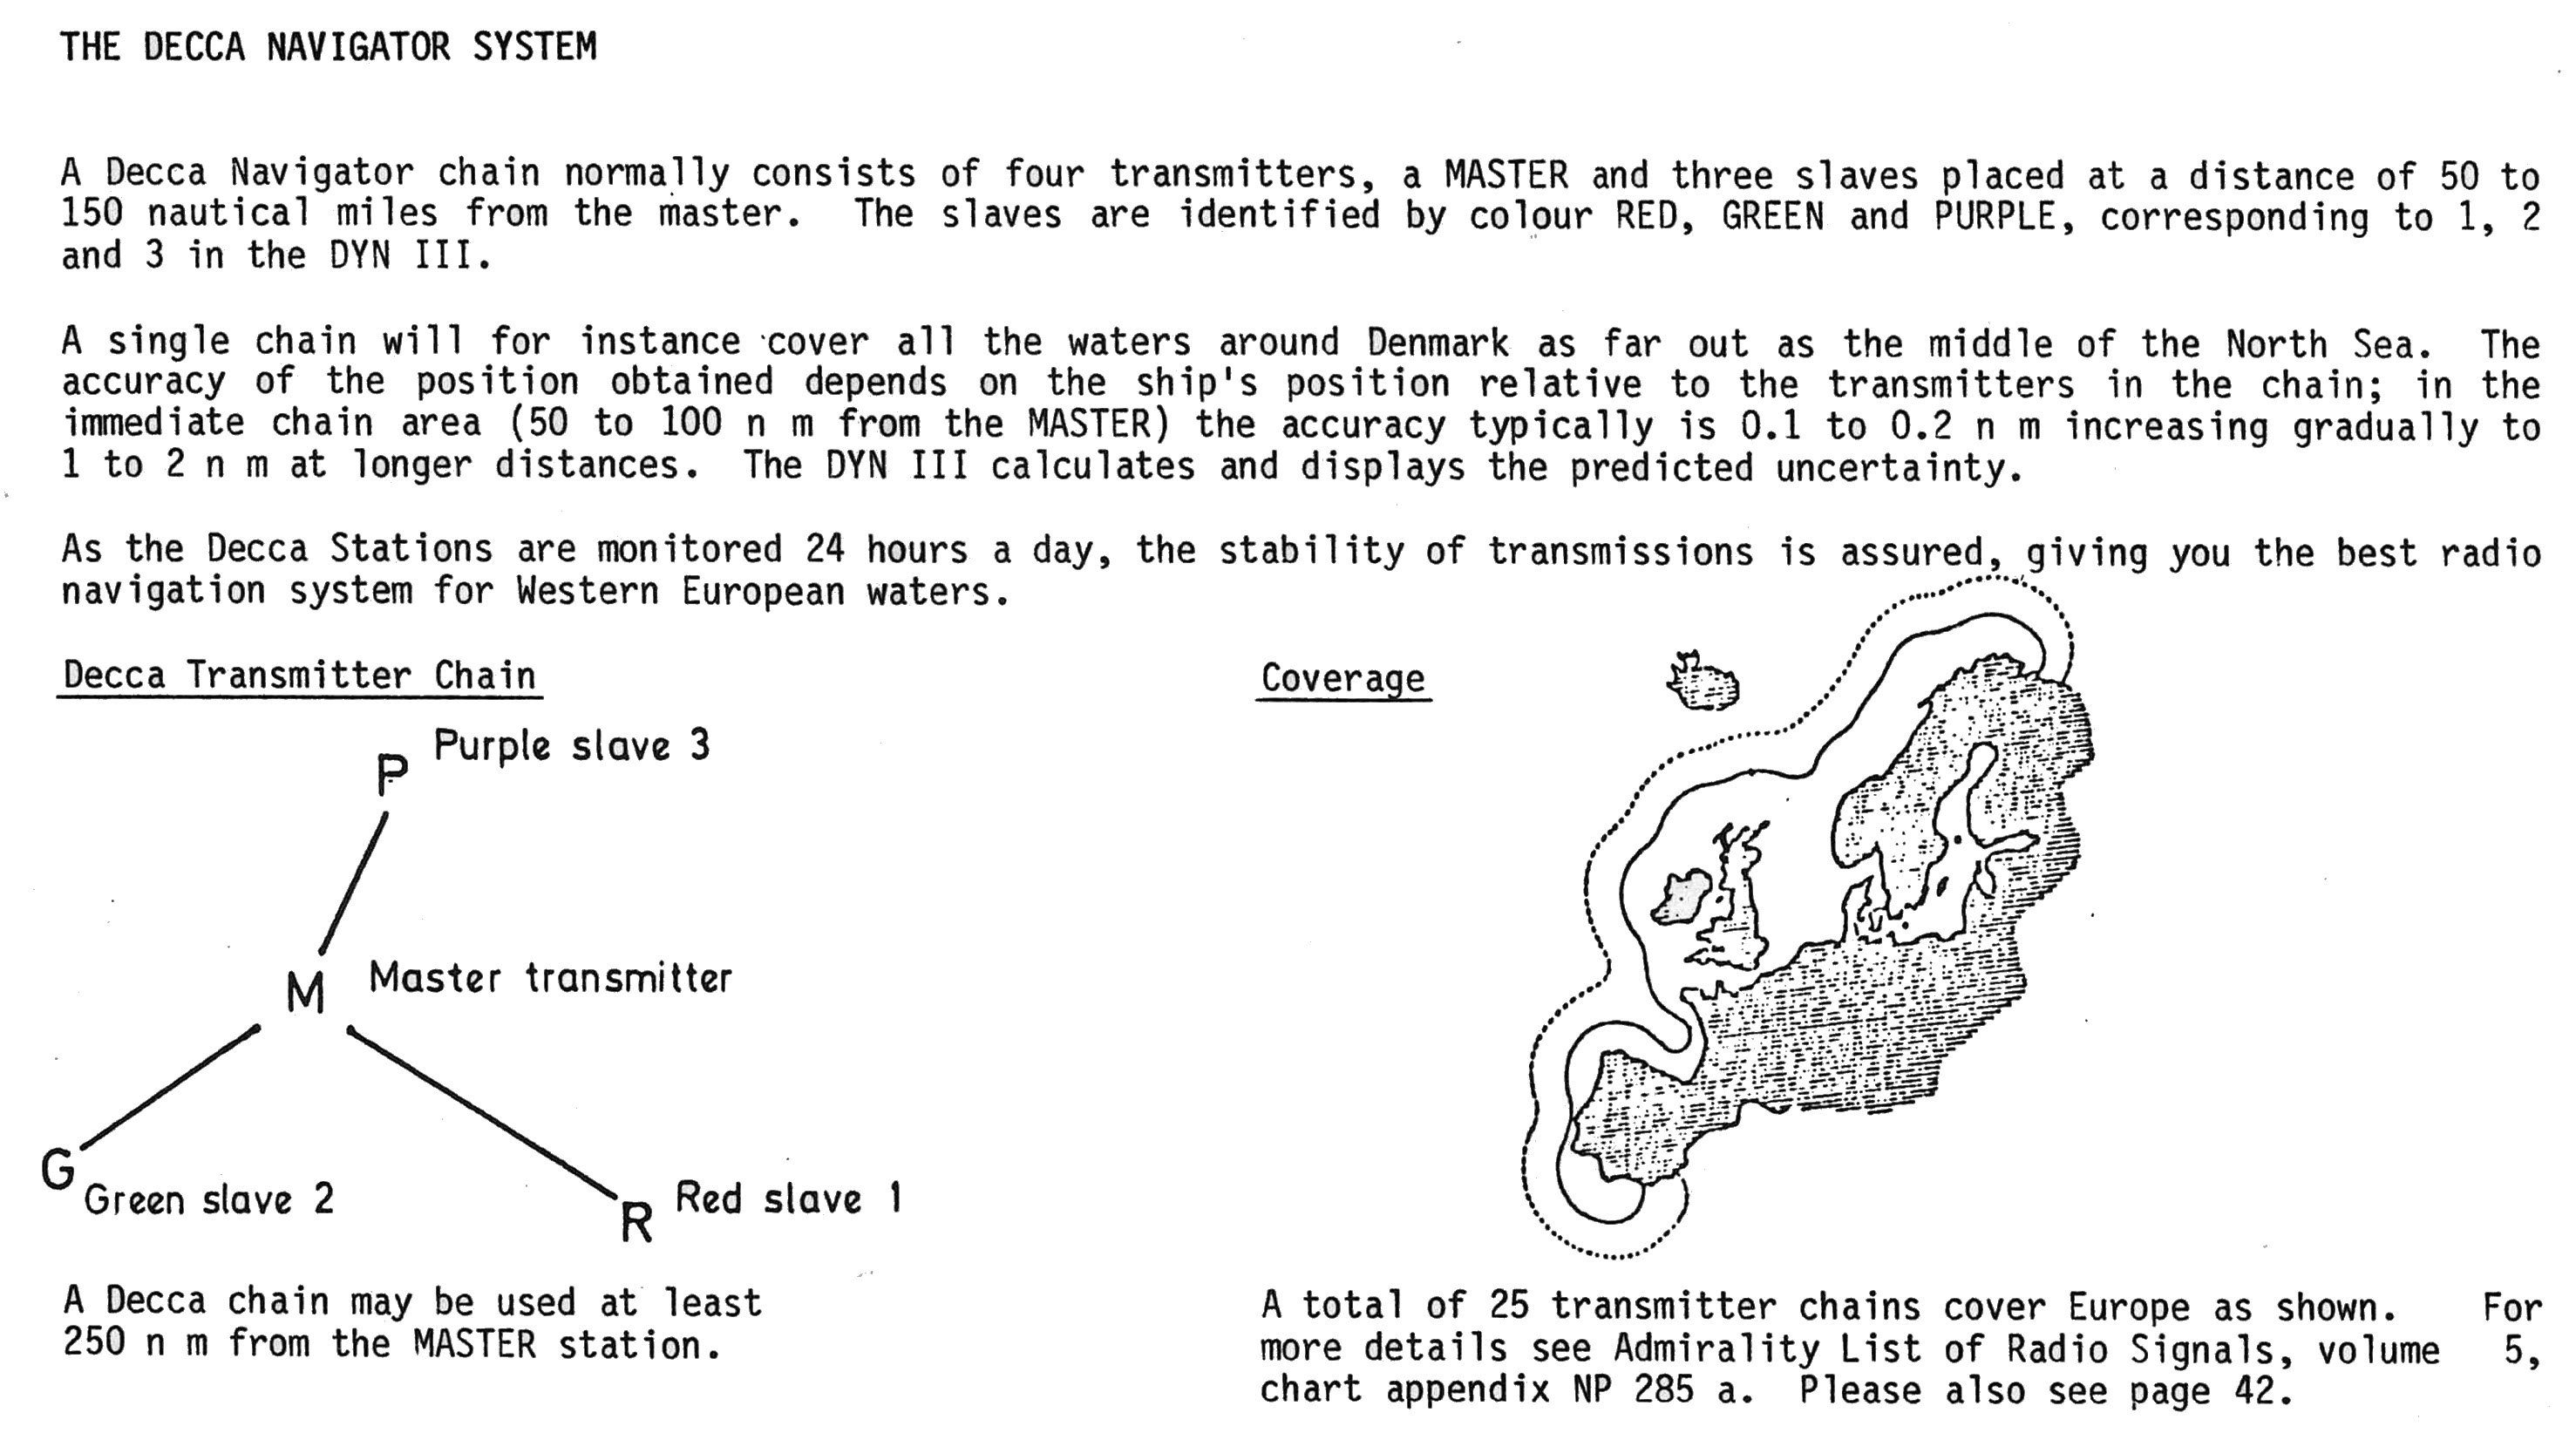 THE DECCA NAVIGATOR SYSTEM
A Decca Navigator chain normally consists of four transmitters, a MASTER and three slaves placed at a distance of 50 to
150 nautical miles from the master. The slaves are identified by colour RED, GREEN and PURPLE, corresponding to 1, 2
and 3 in the DYN III.
A single chain will for instance cover all the waters around Denmark as far out as the middle of the North Sea. The
accuracy of the position obtained depends on the ship's position relative to the transmitters in the chain; in the
immediate chain area (50 to 100 n m from the MASTER) the accuracy typically is 0.1 to 0.2 n m increasing gradually to
1 to 2 n m at longer distances. The DYN III calculates and displays the predicted uncertainty.
As the Decca Stations are monitored 24 hours a day, the stability of transmissions is assured, giving you the best radio
navigation system for Western European waters.
Decca Transmitter Chain
P Purple slave 3
M Master transmitter
G Green slave 2
R Red slave 1
A Decca chain may be used at least
250 n m from the MASTER station.
Coverage
A total of 25 transmitter chains cover Europe as shown. For
more details see Admirality List of Radio Signals, volume 5,
chart appendix NP 285 a. Please also see page 42.